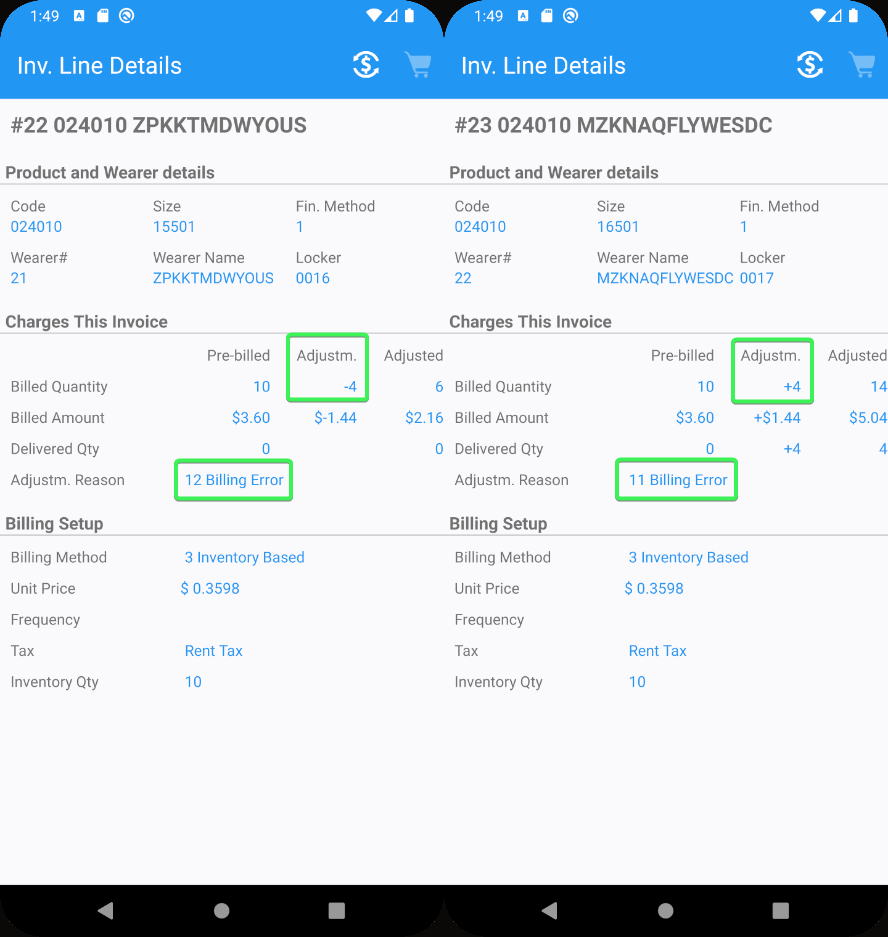 1:49
Inv. Line Details
#22 024010 ZPKKTMDWYOUS
Product and Wearer details
Code Size Fin. Method
024010 15501 1
Wearer# Wearer Name Locker
21 ZPKKTMDWYOUS 0016
Charges This Invoice
Pre-billed Adjustm. Adjusted
Billed Quantity 10 -4 6
Billed Amount $3.60 $-1.44 $2.16
Delivered Qty 0 0
Adjustm. Reason 12 Billing Error
Billing Setup
Billing Method 3 Inventory Based
Unit Price $ 0.3598
Frequency
Tax Rent Tax
Inventory Qty 10
1:49
Inv. Line Details
#23 024010 MZKNAQFLYWESDC
Product and Wearer details
Code Size Fin. Method
024010 16501 1
Wearer# Wearer Name Locker
22 MZKNAQFLYWESDC 0017
Charges This Invoice
Pre-billed Adjustm. Adjusted
Billed Quantity 10 +4 14
Billed Amount $3.60 +$1.44 $5.04
Delivered Qty 0 +4 4
Adjustm. Reason 11 Billing Error
Billing Setup
Billing Method 3 Inventory Based
Unit Price $ 0.3598
Frequency
Tax Rent Tax
Inventory Qty 10